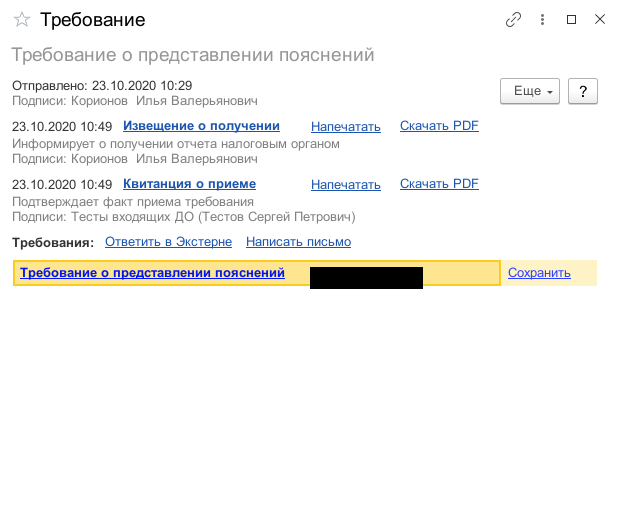 Требование
Требование о представлении пояснений
Отправлено: 23.10.2020 10:29
Подписи: Корионов Илья Валерьянович
Еще
?
23.10.2020 10:49 Извещение о получении Напечатать Скачать PDF
Информирует о получении отчета налоговым органом
Подписи: Корионов Илья Валерьянович
23.10.2020 10:49 Квитанция о приеме Напечатать Скачать PDF
Подтверждает факт приема требования
Подписи: Тесты входящих ДО (Тестов Сергей Петрович)
Требования: Ответить в Экстерне Написать письмо
Требование о представлении пояснений Сохранить